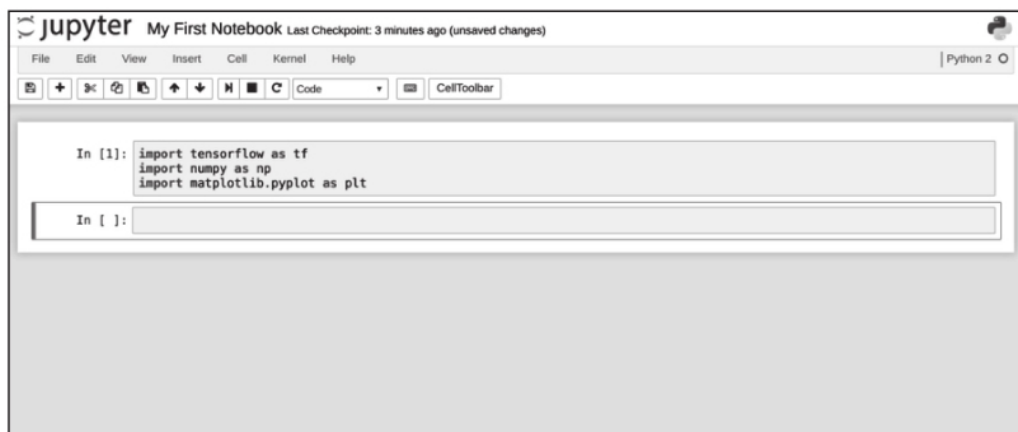 jupyter My First Notebook Last Checkpoint: 3 minutes ago (unsaved changes)
File Edit View Insert Cell Kernel Help Python 2
Code CellToolbar
In [1]: import tensorflow as tf
import numpy as np
import matplotlib.pyplot as plt
In [ ]: